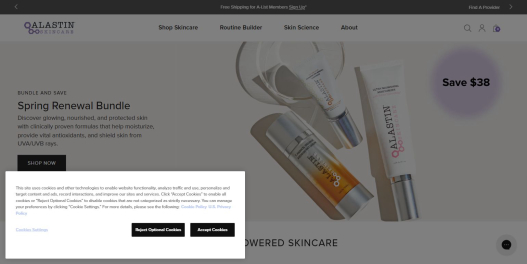 Free Shipping for A-List Members Sign Up*
Find A Provider
ALASTIN
SKINCARE
Shop Skincare Routine Builder Skin Science About
BUNDLE AND SAVE
Spring Renewal Bundle
Discover glowing, nourished, and protected skin
with clinically proven formulas that help moisturize,
provide vital antioxidants, and shield skin from
UVA/UVB rays.
SHOP NOW
Save $38
ALASTIN
ALASTIN
This site uses cookies and other technologies to enable website functionality, analyze traffic and use, personalize and
target content and ads, record interactions, and improve our sites and services. Click "Accept Cookies" to enable all
cookies or "Reject Optional Cookies" to disable cookies that are not categorized as strictly necessary. You can manage
your preferences by clicking "Cookie Settings". For more details, please see the following: Cookie Policy U.S. Privacy
Policy
Cookies Settings
Reject Optional Cookies
Accept Cookies
OWERED SKINCARE